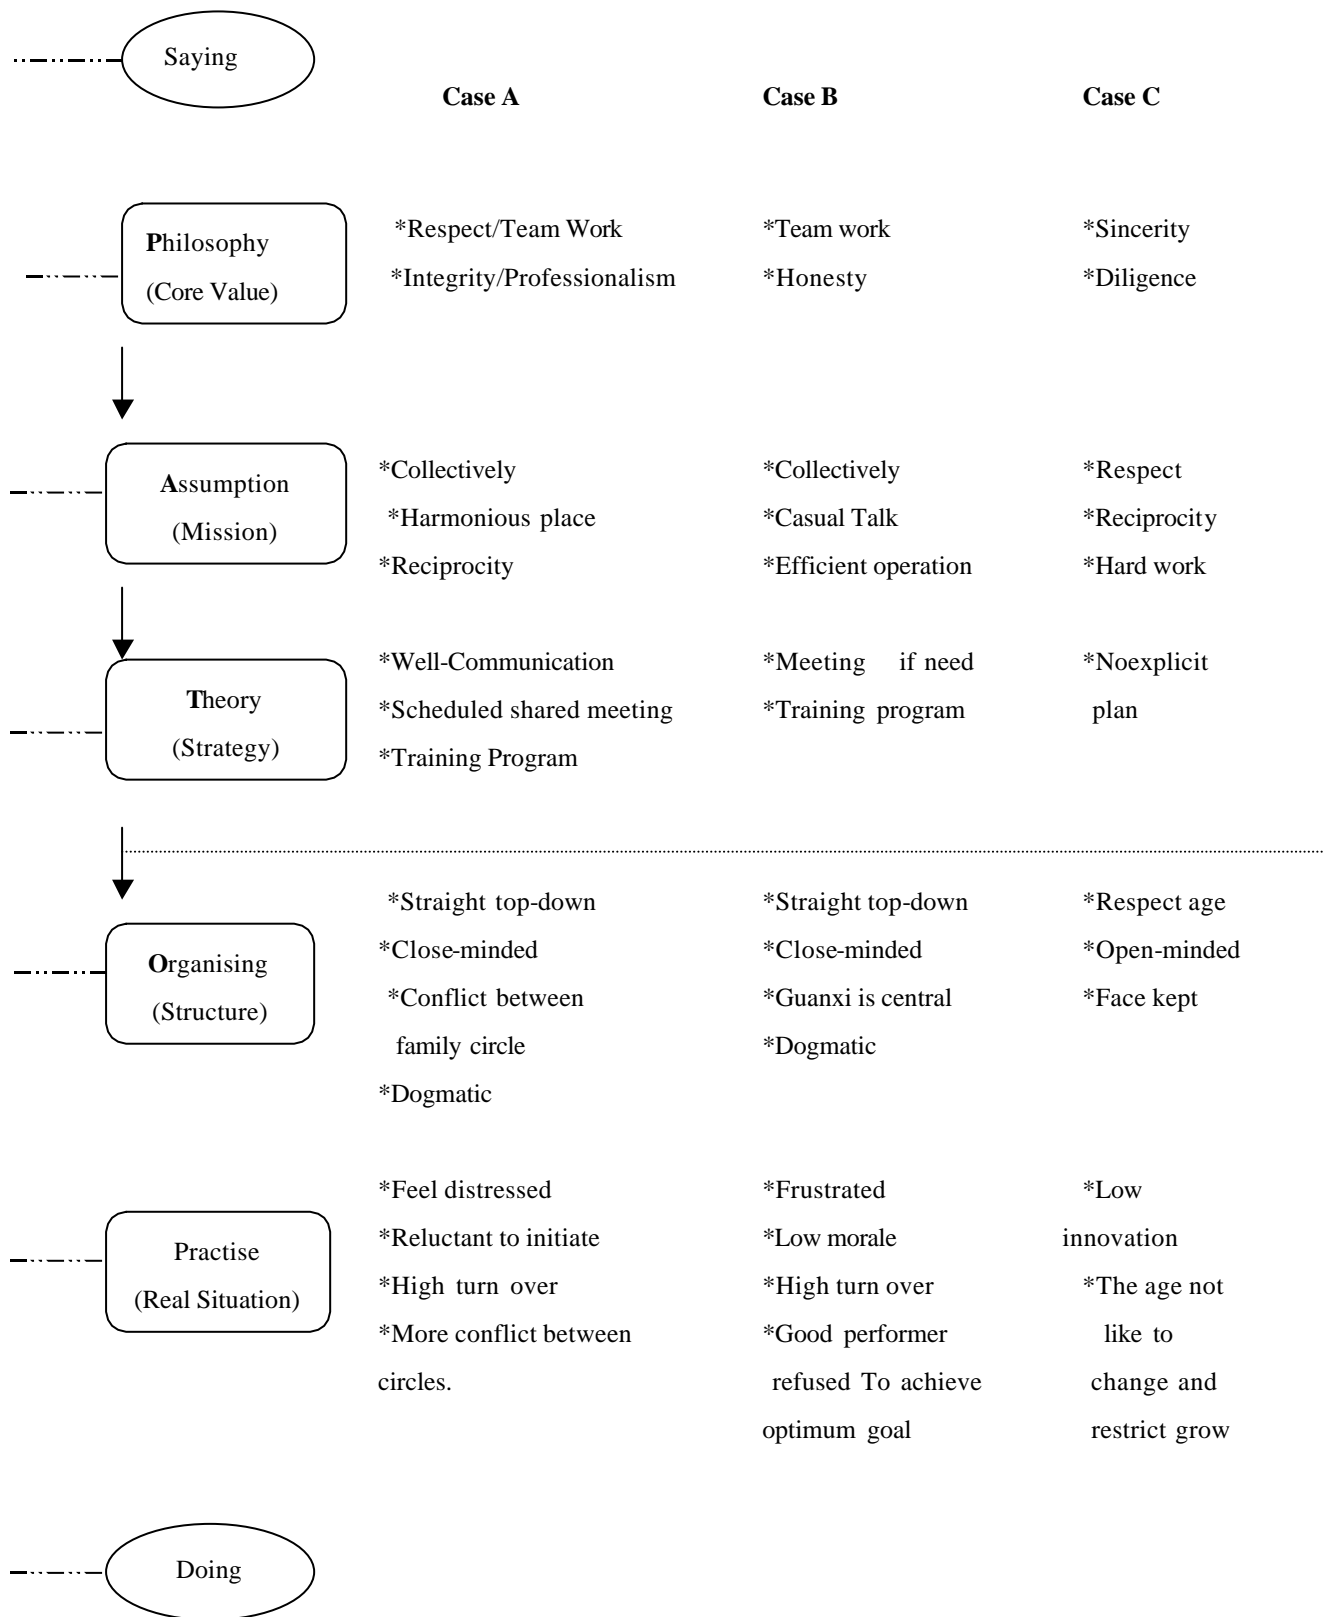 Saying
Case A Case B Case C
Philosophy
(Core Value)
*Respect/Team Work *Team work *Sincerity
*Integrity/Professionalism *Honesty *Diligence
Assumption
(Mission)
*Collectively *Collectively *Respect
*Harmonious place *Casual Talk *Reciprocity
*Reciprocity *Efficient operation *Hard work
Theory
(Strategy)
*Well-Communication *Meeting if need *Noexplicit
*Scheduled shared meeting *Training program plan
*Training Program
Organising
(Structure)
*Straight top-down *Straight top-down *Respect age
*Close-minded *Close-minded *Open-minded
*Conflict between *Guanxi is central *Face kept
family circle *Dogmatic
*Dogmatic
Practise
(Real Situation)
*Feel distressed *Frustrated *Low
*Reluctant to initiate *Low morale innovation
*High turn over *High turn over *The age not
*More conflict between *Good performer like to
circles. refused To achieve change and
optimum goal restrict grow
Doing